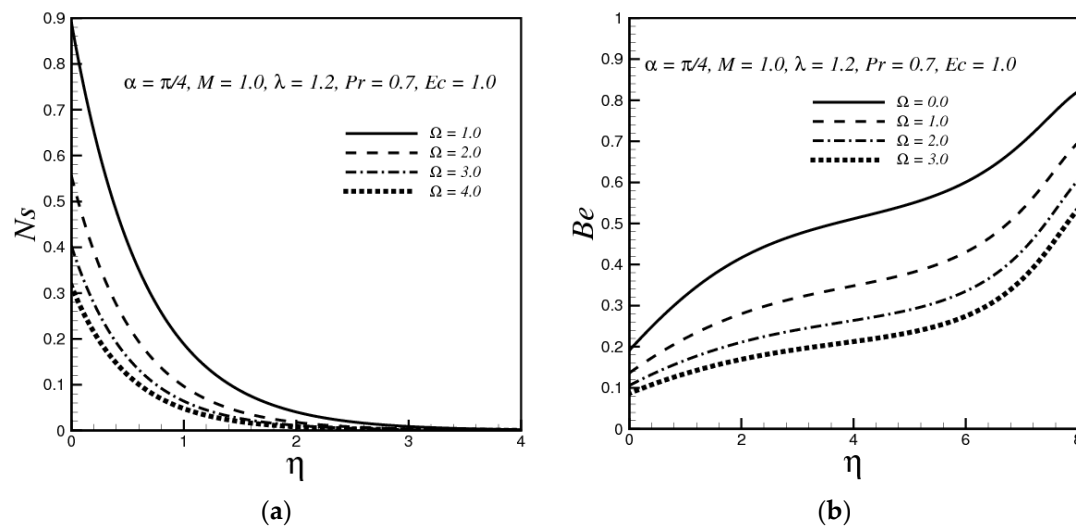 0.9
0.8
0.7
0.6
0.5
0.4
0.3
0.2
0.1
0
Ns
α = π/4, M = 1.0, λ = 1.2, Pr = 0.7, Ec = 1.0
Ω = 1.0
Ω = 2.0
Ω = 3.0
Ω = 4.0
0 1 2 3 4
η
(a)
1
0.9
0.8
0.7
0.6
0.5
0.4
0.3
0.2
0.1
0
Be
α = π/4, M = 1.0, λ = 1.2, Pr = 0.7, Ec = 1.0
Ω = 0.0
Ω = 1.0
Ω = 2.0
Ω = 3.0
0 2 4 6 8
η
(b)